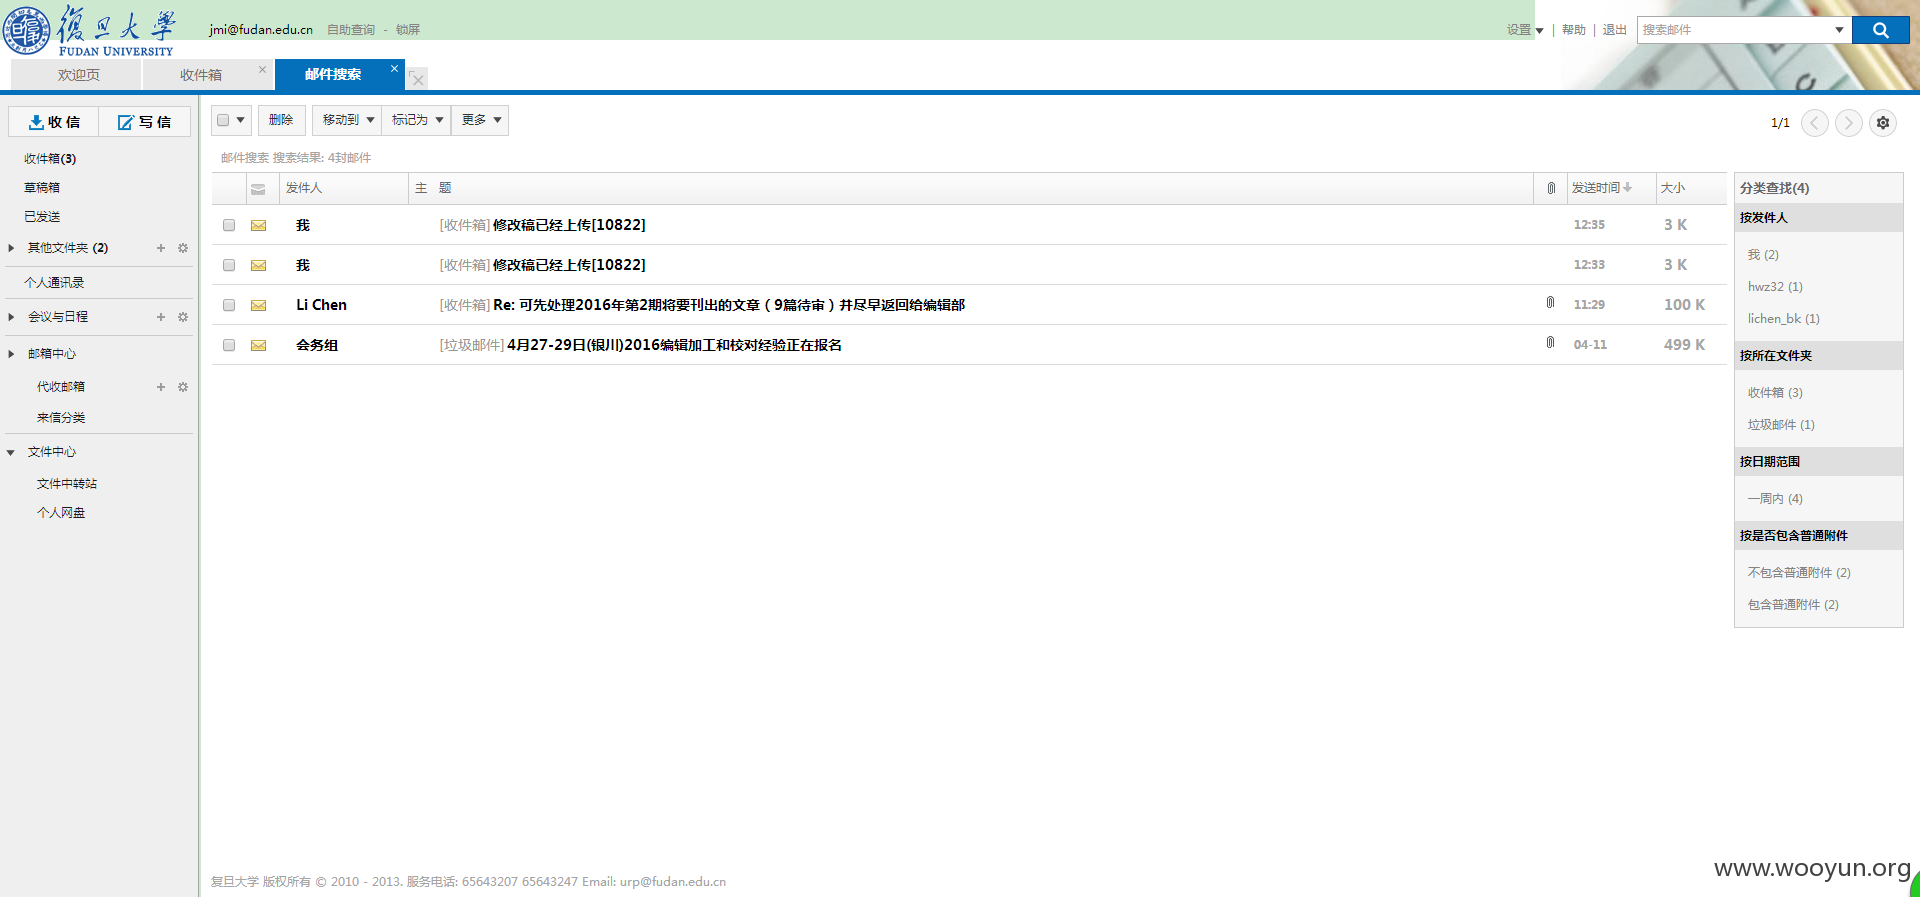 復旦大學
FUDAN UNIVERSITY
jmi@fudan.edu.cn 自助查询 - 锁屏
设置 | 帮助 | 退出 搜索邮件
欢迎页 收件箱 邮件搜索
收信 写信
收件箱(3)
草稿箱
已发送
其他文件夹 (2)
个人通讯录
会议与日程
邮箱中心
代收邮箱
来信分类
文件中心
文件中转站
个人网盘
删除 移动到 标记为 更多 1/1
邮件搜索 搜索结果: 4封邮件
发件人 主 题 发送时间 大小
我 [收件箱] 修改稿已经上传[10822] 12:35 3 K
我 [收件箱] 修改稿已经上传[10822] 12:33 3 K
Li Chen [收件箱] Re: 可先处理2016年第2期将要刊出的文章（9篇待审）并尽早返回给编辑部 11:29 100 K
会务组 [垃圾邮件] 4月27-29日(银川)2016编辑加工和校对经验正在报名 04-11 499 K
分类查找(4)
按发件人
我 (2)
hwz32 (1)
lichen_bk (1)
按所在文件夹
收件箱 (3)
垃圾邮件 (1)
按日期范围
一周内 (4)
按是否包含普通附件
不包含普通附件 (2)
包含普通附件 (2)
复旦大学 版权所有 © 2010 - 2013. 服务电话: 65643207 65643247 Email: urp@fudan.edu.cn
www.wooyun.org